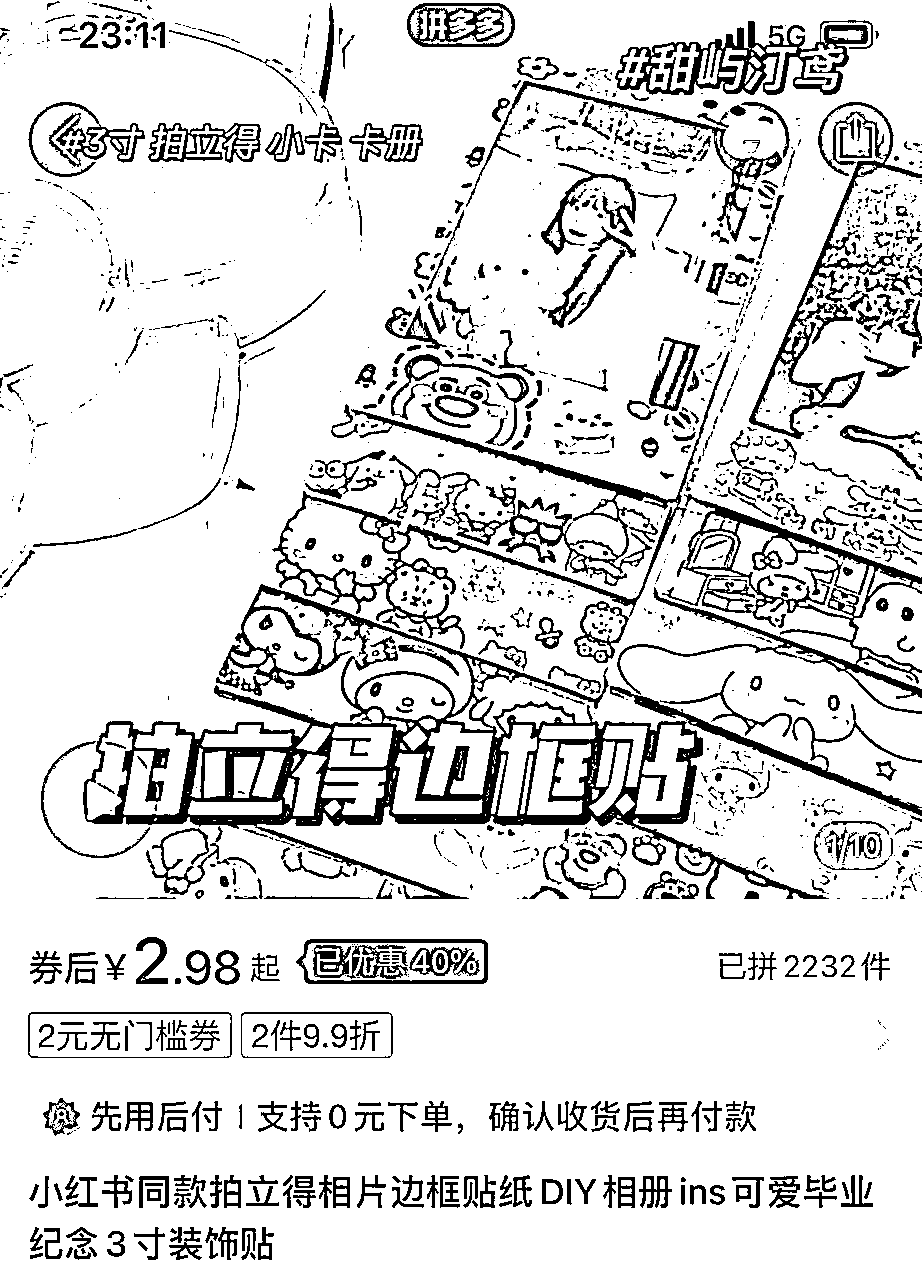 23:11
拼多多
5G
#甜屿汀鸢
#3寸 拍立得 小卡 卡册
拍立得边框贴
1/10
券后¥2.98起 已优惠40% 已拼2232件
2元无门槛券 2件9.9折
先用后付 | 支持0元下单，确认收货后再付款
小红书同款拍立得相片边框贴纸DIY相册ins可爱毕业
纪念3寸装饰贴